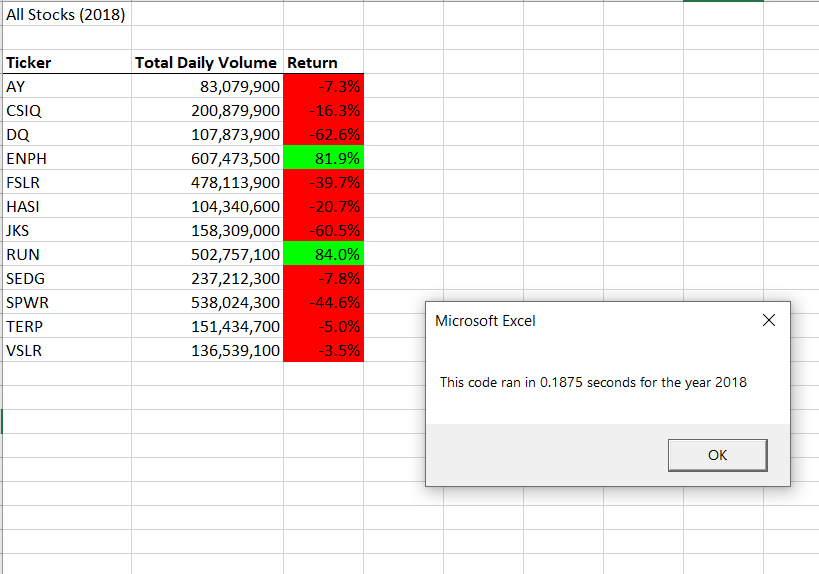 All Stocks (2018)
Ticker Total Daily Volume Return
AY 83,079,900 -7.3%
CSIQ 200,879,900 -16.3%
DQ 107,873,900 -62.6%
ENPH 607,473,500 81.9%
FSLR 478,113,900 -39.7%
HASI 104,340,600 -20.7%
JKS 158,309,000 -60.5%
RUN 502,757,100 84.0%
SEDG 237,212,300 -7.8%
SPWR 538,024,300 -44.6%
TERP 151,434,700 -5.0%
VSLR 136,539,100 -3.5%
Microsoft Excel
This code ran in 0.1875 seconds for the year 2018
OK